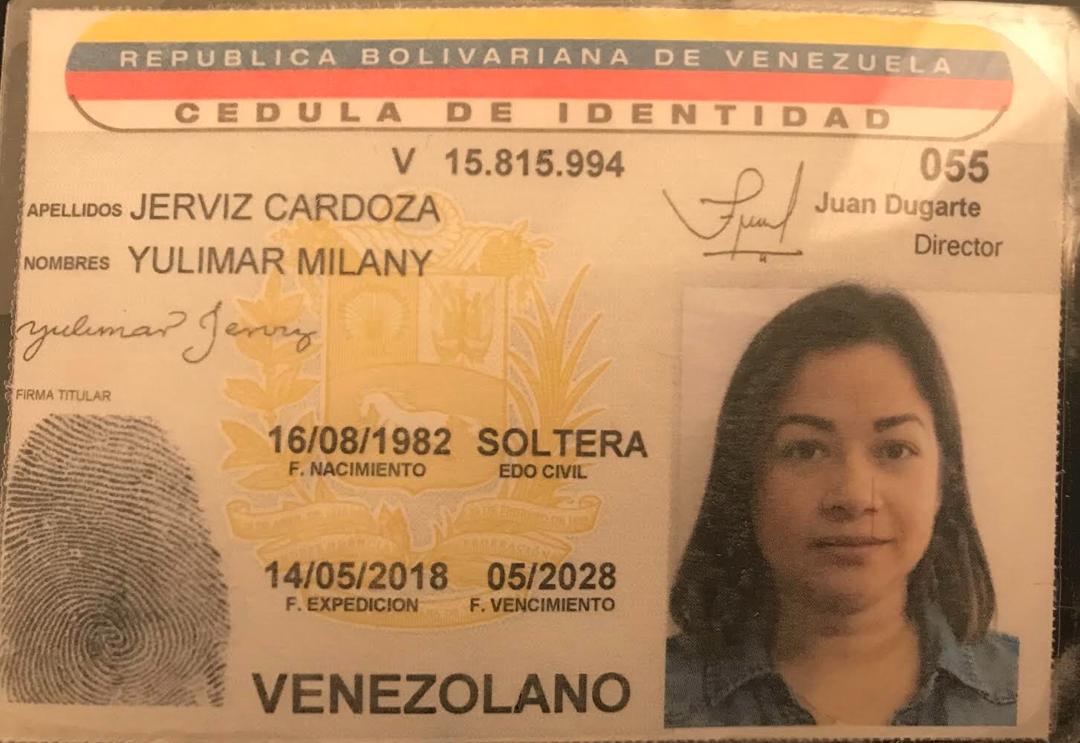 REPUBLICA BOLIVARIANA DE VENEZUELA
CEDULA DE IDENTIDAD
V 15.815.994
055
APELLIDOS JERVIZ CARDOZA
Juan Dugarte
Director
NOMBRES YULIMAR MILANY
Yulimar Jerviz
FIRMA TITULAR
16/08/1982 SOLTERA
F. NACIMIENTO EDO CIVIL
14/05/2018 05/2028
F. EXPEDICION F. VENCIMIENTO
VENEZOLANO